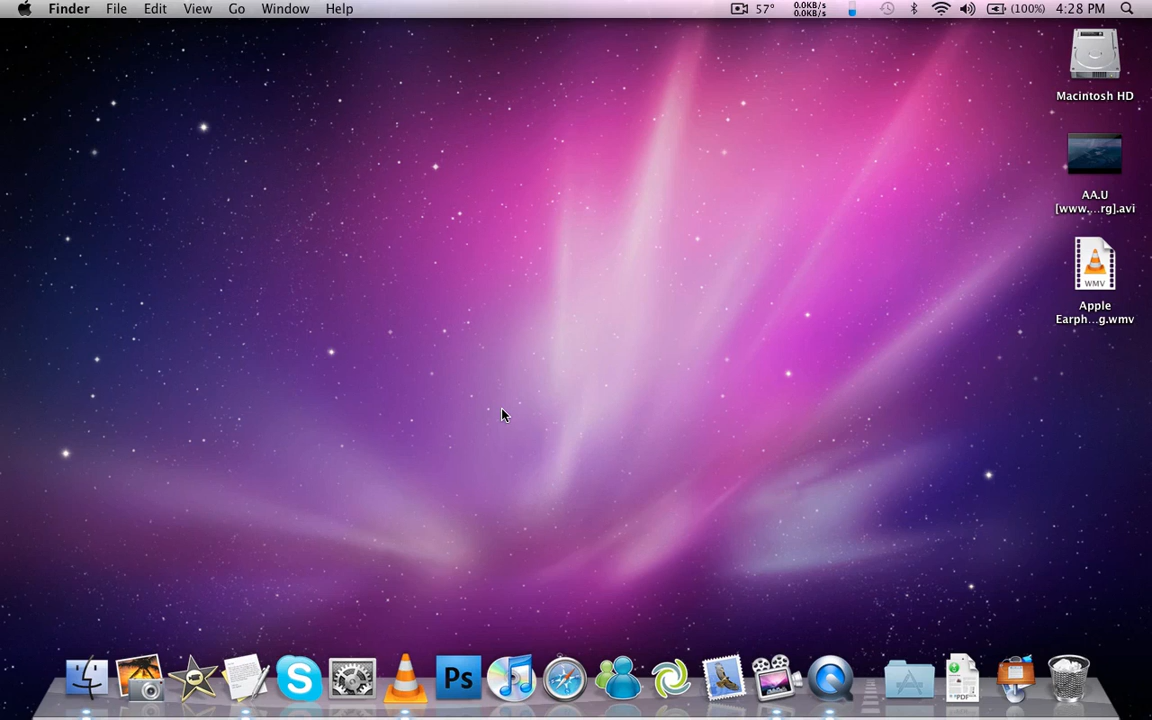 Finder File Edit View Go Window Help 57° 0.0KB/s 0.0KB/s (100%) 4:28 PM
Macintosh HD
AA.U
[www....rg].avi
WMV
Apple
Earph...g.wmv
Ps
PDF